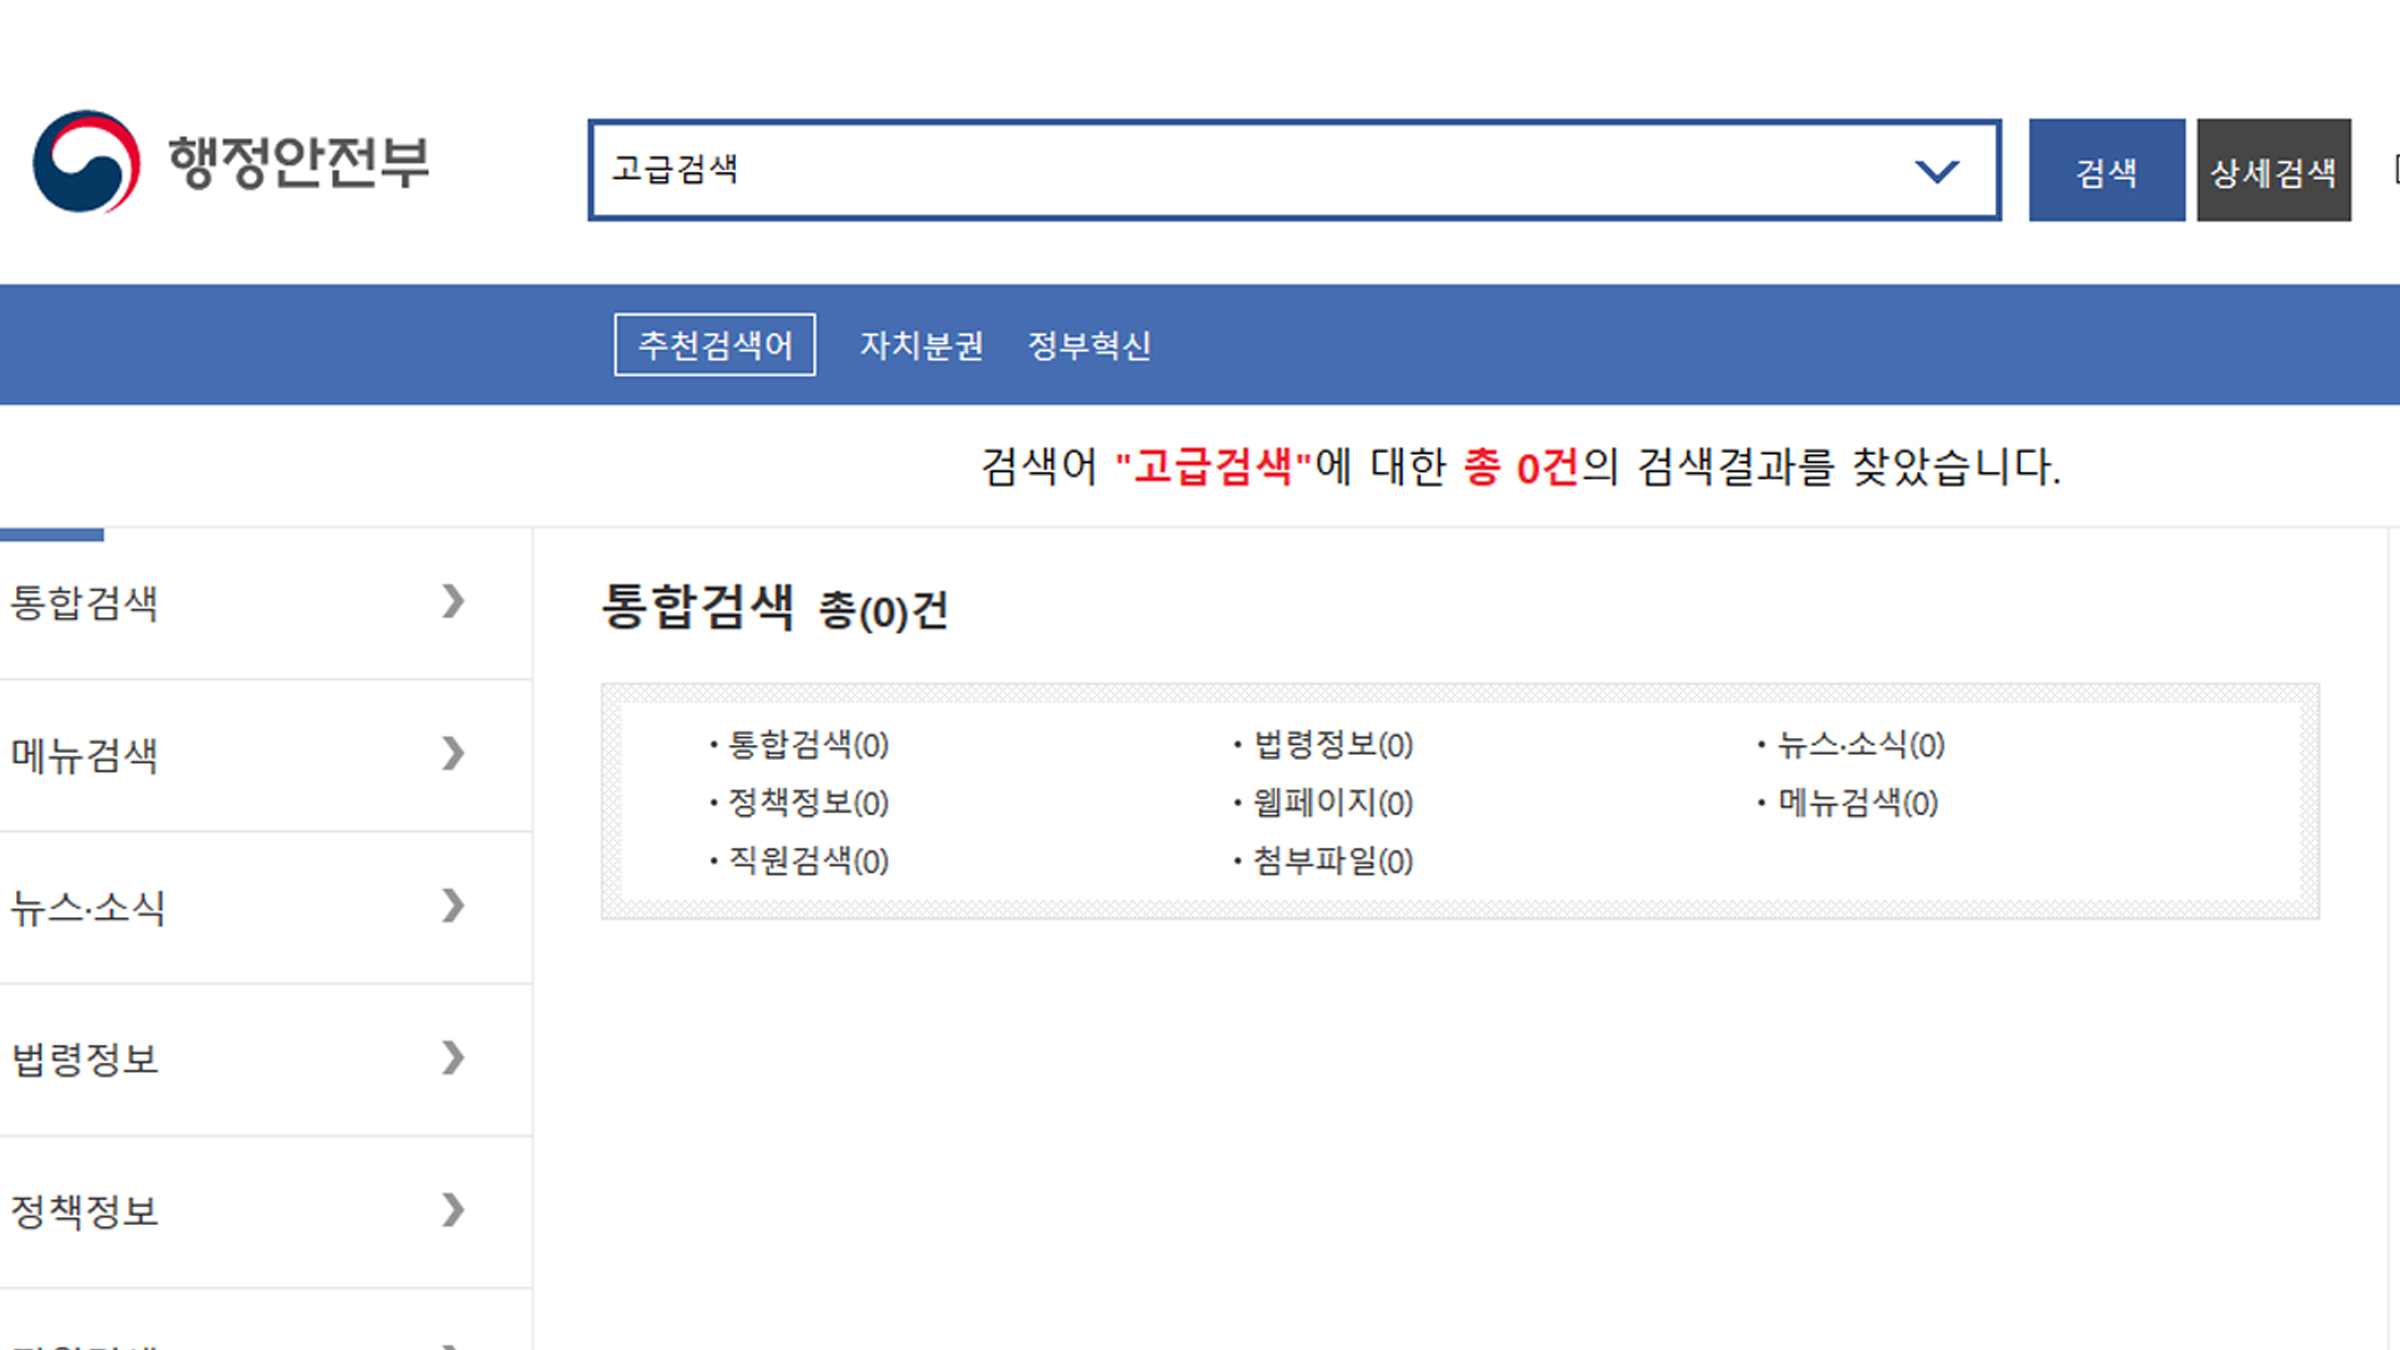 행정안전부
고급검색
검색
상세검색
추천검색어 자치분권 정부혁신
검색어 "고급검색"에 대한 총 0건의 검색결과를 찾았습니다.
통합검색
메뉴검색
뉴스·소식
법령정보
정책정보
통합검색 총(0)건
· 통합검색(0) · 법령정보(0) · 뉴스·소식(0)
· 정책정보(0) · 웹페이지(0) · 메뉴검색(0)
· 직원검색(0) · 첨부파일(0)